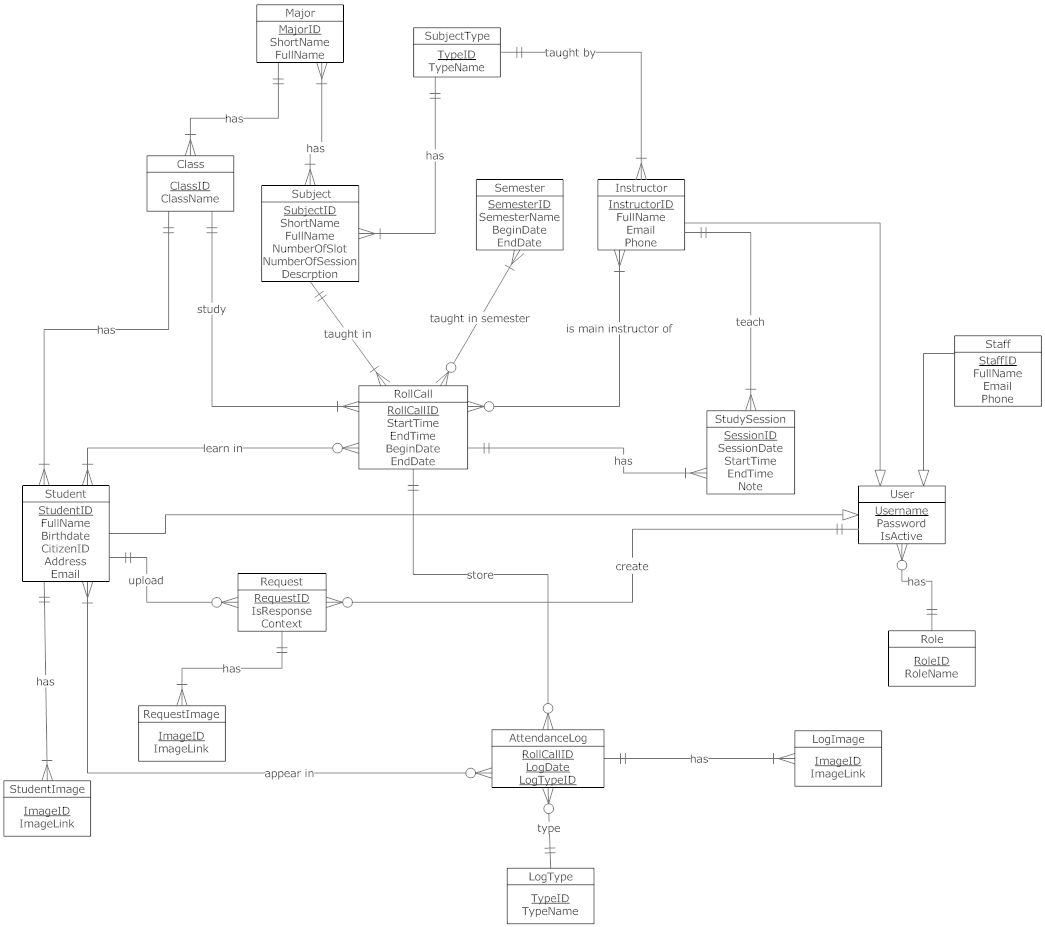 Major
MajorID
ShortName
FullName
SubjectType
TypeID
TypeName
taught by
has
has
has
Class
ClassID
ClassName
Subject
SubjectID
ShortName
FullName
NumberOfSlot
NumberOfSession
Descrption
Semester
SemesterID
SemesterName
BeginDate
EndDate
Instructor
InstructorID
FullName
Email
Phone
study
has
taught in
taught in semester
is main instructor of
teach
Staff
StaffID
FullName
Email
Phone
RollCall
RollCallID
StartTime
EndTime
BeginDate
EndDate
StudySession
SessionID
SessionDate
StartTime
EndTime
Note
learn in
has
Student
StudentID
FullName
Birthdate
CitizenID
Address
Email
User
Username
Password
IsActive
upload
Request
RequestID
IsResponse
Context
store
create
has
Role
RoleID
RoleName
has
has
RequestImage
ImageID
ImageLink
AttendanceLog
RollCallID
LogDate
LogTypeID
has
LogImage
ImageID
ImageLink
appear in
StudentImage
ImageID
ImageLink
type
LogType
TypeID
TypeName